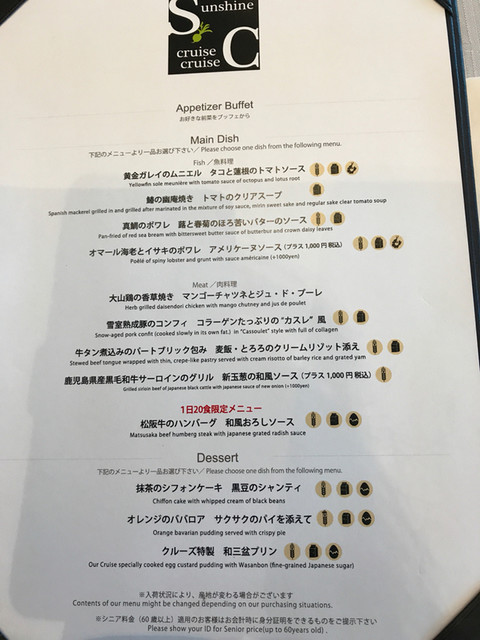 Sunshine
cruise
cruise
C
Appetizer Buffet
お好きな前菜をブッフェから
Main Dish
下記のメニューより一品お選び下さい／ Please choose one dish from the following menu.
Fish ／魚料理
黄金ガレイのムニエル タコと蓮根のトマトソース
Yellowfin sole meunière with tomato sauce of octopus and lotus root
鰆の幽庵焼き トマトのクリアスープ
Spanish mackerel grilled in and grilled after marinated in the mixture of soy sauce, mirin sweet sake and regular sake clear tomato soup
真鯛のポワレ 蕗と春菊のほろ苦いバターのソース
Pan-fried of red sea bream with bittersweet butter sauce of butterbur and crown daisy leaves
オマール海老とイサキのポワレ アメリケーヌソース（プラス 1,000 円 税込）
Poêlé of spiny lobster and grunt with sauce américaine (+1000yen)
Meat ／肉料理
大山鶏の香草焼き マンゴーチャツネとジュ・ド・プーレ
Herb grilled daisendori chicken with mango chutney and jus de poulet
雪室熟成豚のコンフィ コラーゲンたっぷりの “カスレ” 風
Snow-aged pork confit (cooked slowly in its own fat.) in "Cassoulet" style with full of collagen
牛タン煮込みのパートブリック包み 麦飯・とろろのクリームリゾット添え
Stewed beef tongue wrapped with thin, crepe-like pastry served with cream risotto of barley rice and grated yam
鹿児島県産黒毛和牛サーロインのグリル 新玉葱の和風ソース（プラス 1,000 円 税込）
Grilled sirloin beef of Japanese black cattle with japanese sauce of new onion (+1000yen)
1日20食限定メニュー
松阪牛のハンバーグ 和風おろしソース
Matsusaka beef humberg steak with japanese grated radish sauce
Dessert
下記のメニューより一品お選び下さい／ Please choose one dish from the following menu.
抹茶のシフォンケーキ 黒豆のシャンティ
Chiffon cake with whipped cream of black beans
オレンジのババロア サクサクのパイを添えて
Orange bavarian pudding served with crispy pie
クルーズ特製 和三盆プリン
Our Cruise specially cooked egg custard pudding with Wasanbon (fine-grained Japanese sugar)
※入荷状況により、産地が変わる場合がございます
Contents of our menu might be changed depending on our purchasing situations.
※シニア料金（60 歳以上）適用のお客様はお会計時に身分証明をできるものをご提示下さい
Please show your ID for Senior price(up to 60years old) .